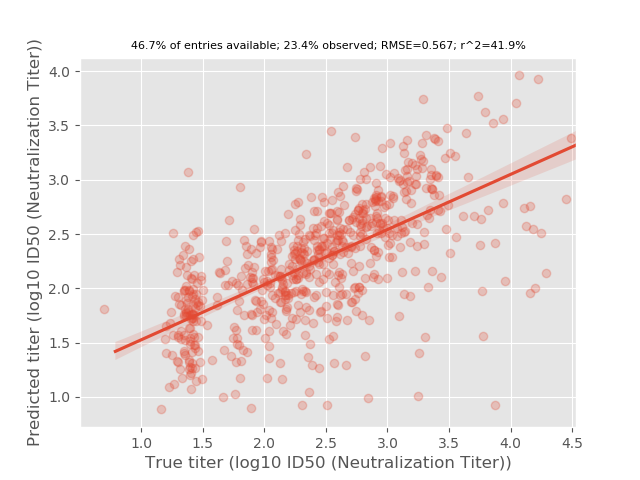 46.7% of entries available; 23.4% observed; RMSE=0.567; r^2=41.9%
Predicted titer (log10 ID50 (Neutralization Titer))
4.0
3.5
3.0
2.5
2.0
1.5
1.0
1.0 1.5 2.0 2.5 3.0 3.5 4.0 4.5
True titer (log10 ID50 (Neutralization Titer))